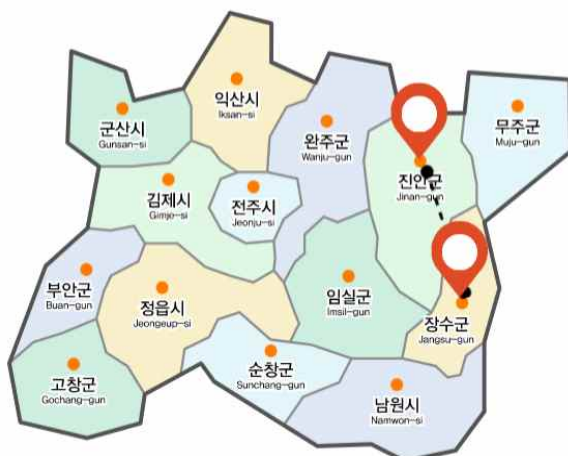 익산시
Iksan-si
군산시
Gunsan-si
완주군
Wanju-gun
무주군
Muju-gun
진안군
Jinan-gun
김제시
Gimje-si
전주시
Jeonju-si
부안군
Buan-gun
정읍시
Jeongeup-si
임실군
Imsil-gun
장수군
Jangsu-gun
고창군
Gochang-gun
순창군
Sunchang-gun
남원시
Namwon-si